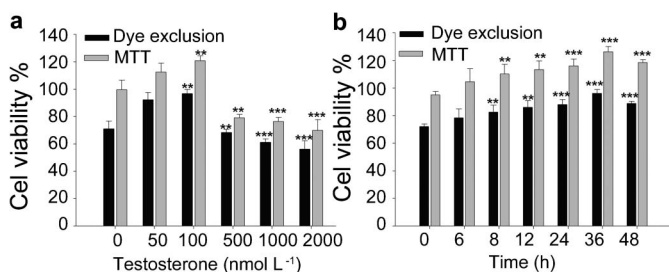 a
Dye exclusion
MTT
140
120
100
80
60
40
20
0
Cel viability %
** ** ** ** *** *** *** ***
0 50 100 500 1000 2000
Testosterone (nmol L⁻¹)
b
Dye exclusion
MTT
140
120
100
80
60
40
20
0
Cel viability %
** ** ** ** *** *** *** *** *** ***
0 6 8 12 24 36 48
Time (h)